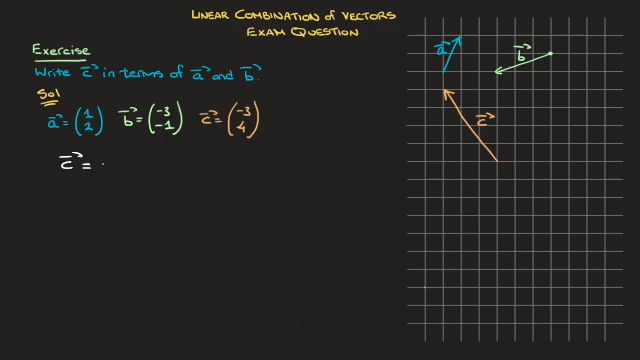 LINEAR COMBINATION of VECTORS
EXAM QUESTION
Exercise
Write c⃗ in terms of a⃗ and b⃗.
Sol
a⃗ = (1 2) b⃗ = (-3 -1) c⃗ = (-3 4)
c⃗ =
a⃗
b⃗
c⃗